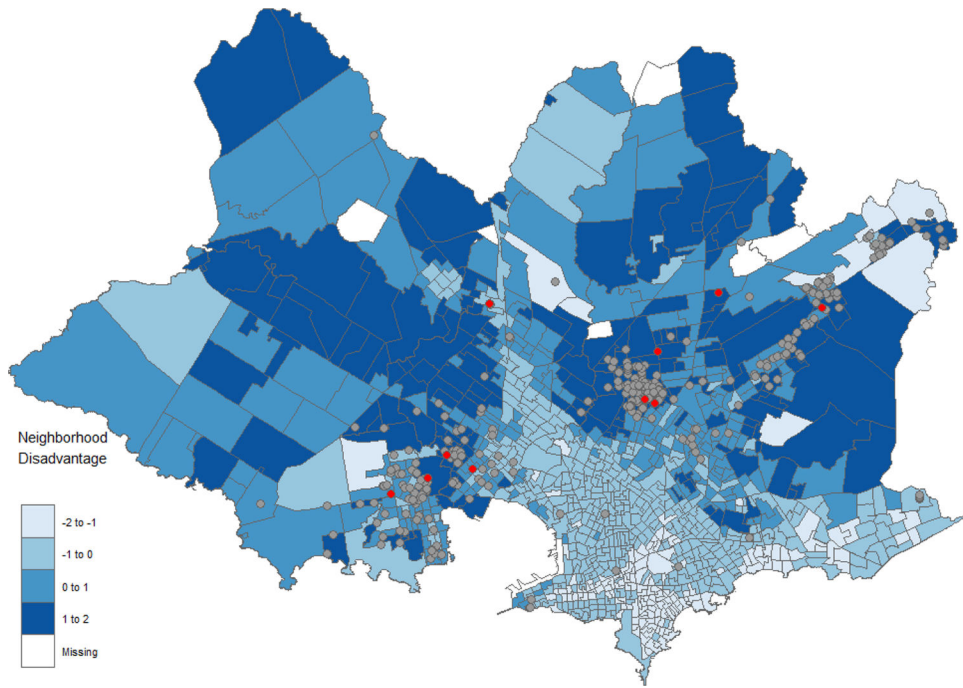 Neighborhood
Disadvantage
-2 to -1
-1 to 0
0 to 1
1 to 2
Missing